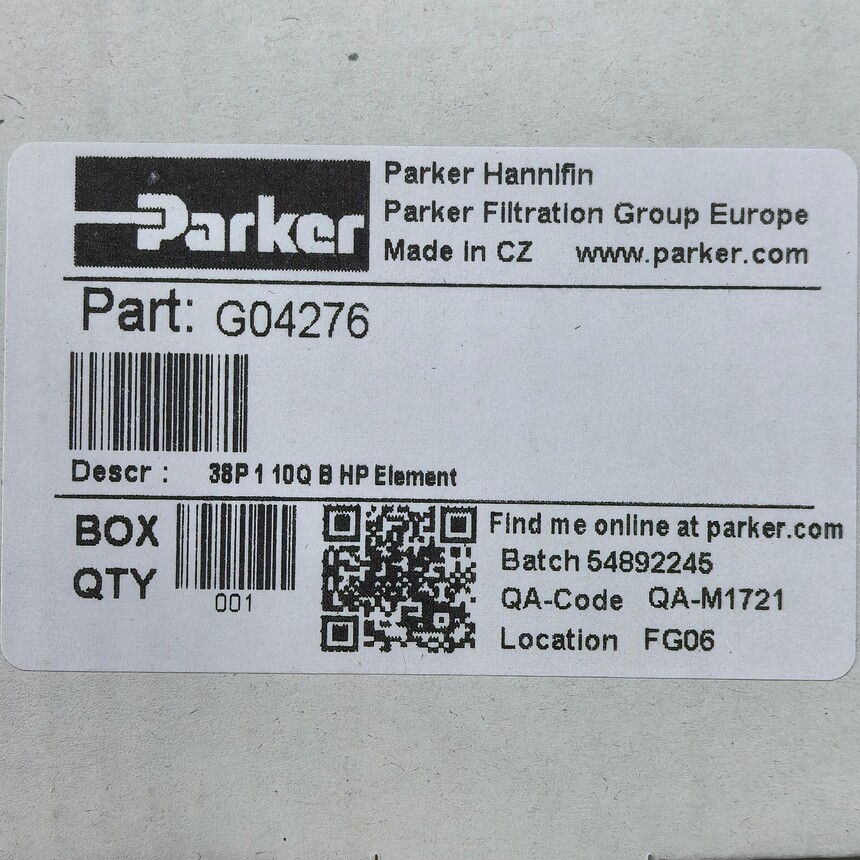 Parker
Parker Hannifin
Parker Filtration Group Europe
Made In CZ www.parker.com
Part: G04276
Descr : 38P 1 10Q B HP Element
BOX
QTY
001
Find me online at parker.com
Batch 54892245
QA-Code QA-M1721
Location FG06